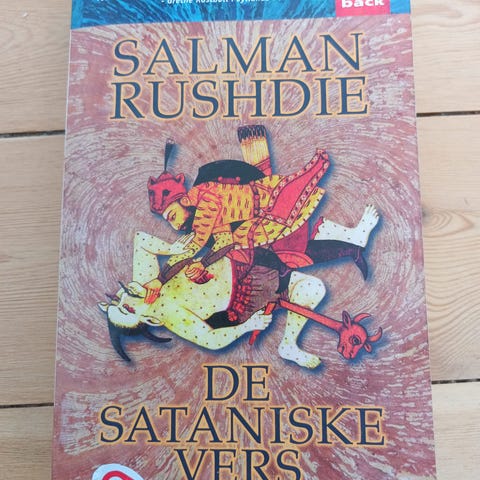 back
SALMAN
RUSHDIE
DE
SATANISKE
VERS